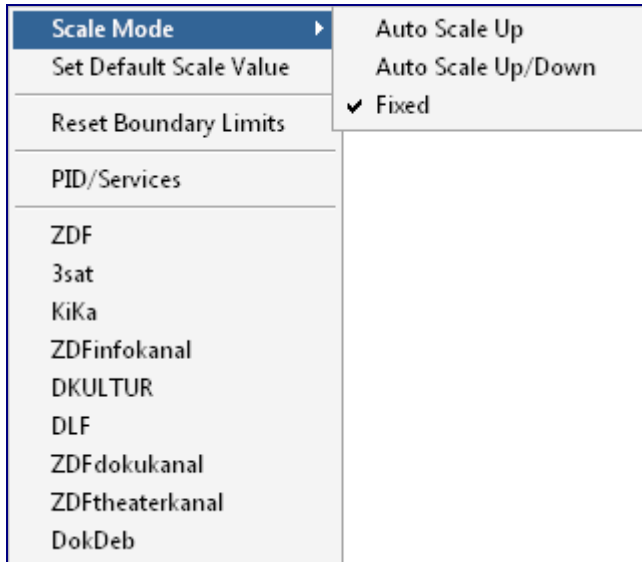 Scale Mode
Set Default Scale Value
Reset Boundary Limits
PID/Services
ZDF
3sat
KiKa
ZDFinfokanal
DKULTUR
DLF
ZDFdokukanal
ZDFtheaterkanal
DokDeb
Auto Scale Up
Auto Scale Up/Down
Fixed